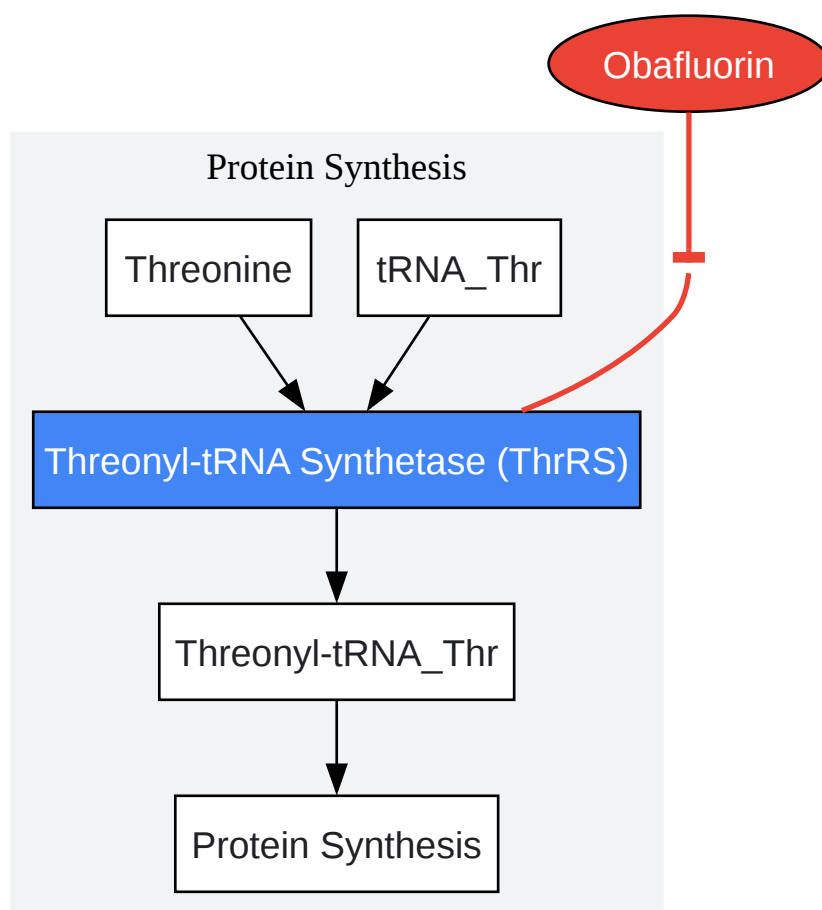 Obafluorin
Protein Synthesis
Threonine
tRNA_Thr
Threonyl-tRNA Synthetase (ThrRS)
Threonyl-tRNA_Thr
Protein Synthesis